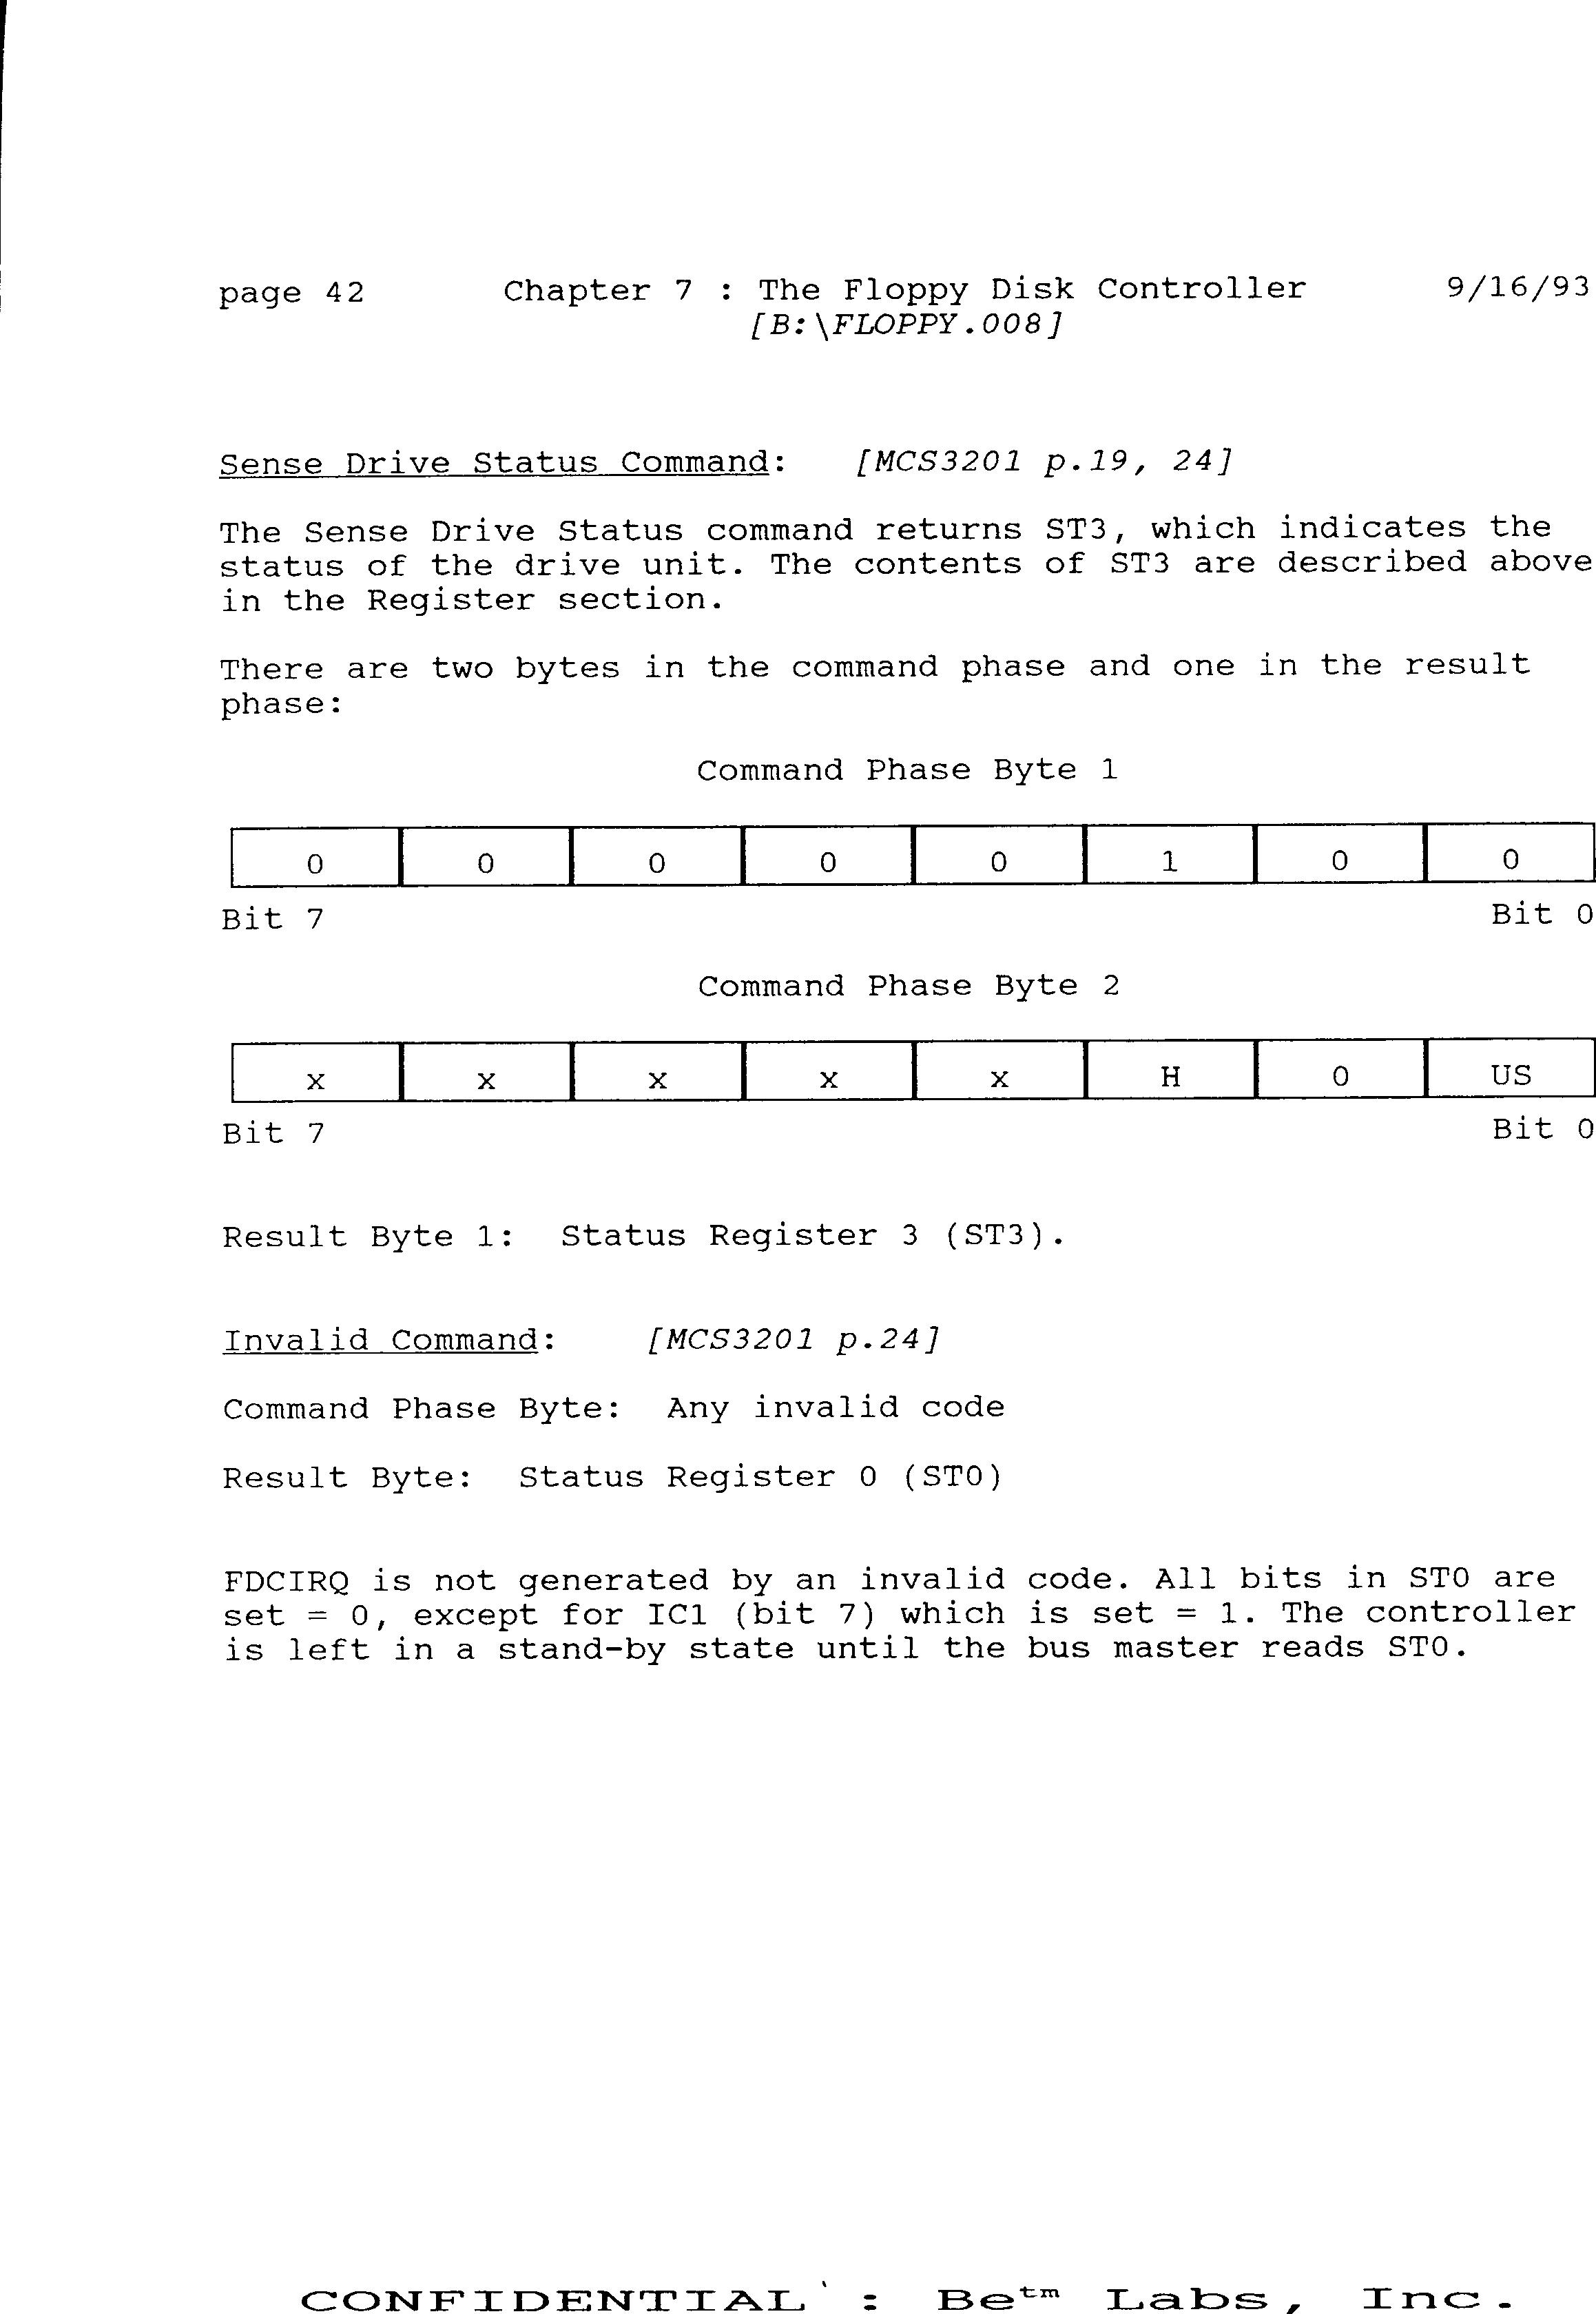 page 42 Chapter 7 : The Floppy Disk Controller 9/16/93
[B:\FLOPPY.008]
Sense Drive Status Command: [MCS3201 p.19, 24]
The Sense Drive Status command returns ST3, which indicates the
status of the drive unit. The contents of ST3 are described above
in the Register section.
There are two bytes in the command phase and one in the result
phase:
Command Phase Byte 1
0 0 0 0 0 1 0 0
Bit 7 Bit 0
Command Phase Byte 2
x x x x x H 0 US
Bit 7 Bit 0
Result Byte 1: Status Register 3 (ST3).
Invalid Command: [MCS3201 p.24]
Command Phase Byte: Any invalid code
Result Byte: Status Register 0 (ST0)
FDCIRQ is not generated by an invalid code. All bits in ST0 are
set = 0, except for IC1 (bit 7) which is set = 1. The controller
is left in a stand-by state until the bus master reads ST0.
CONFIDENTIAL : Be™ Labs, Inc.